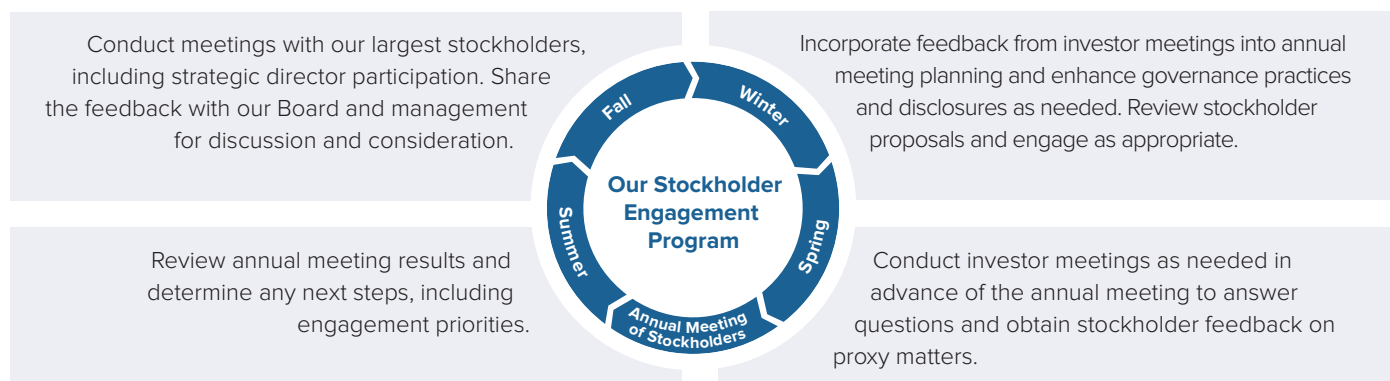 Conduct meetings with our largest stockholders,
including strategic director participation. Share
the feedback with our Board and management
for discussion and consideration.
Incorporate feedback from investor meetings into annual
meeting planning and enhance governance practices
and disclosures as needed. Review stockholder
proposals and engage as appropriate.
Fall
Winter
Our Stockholder
Engagement
Program
Summer
Spring
Annual Meeting
of Stockholders
Review annual meeting results and
determine any next steps, including
engagement priorities.
Conduct investor meetings as needed in
advance of the annual meeting to answer
questions and obtain stockholder feedback on
proxy matters.